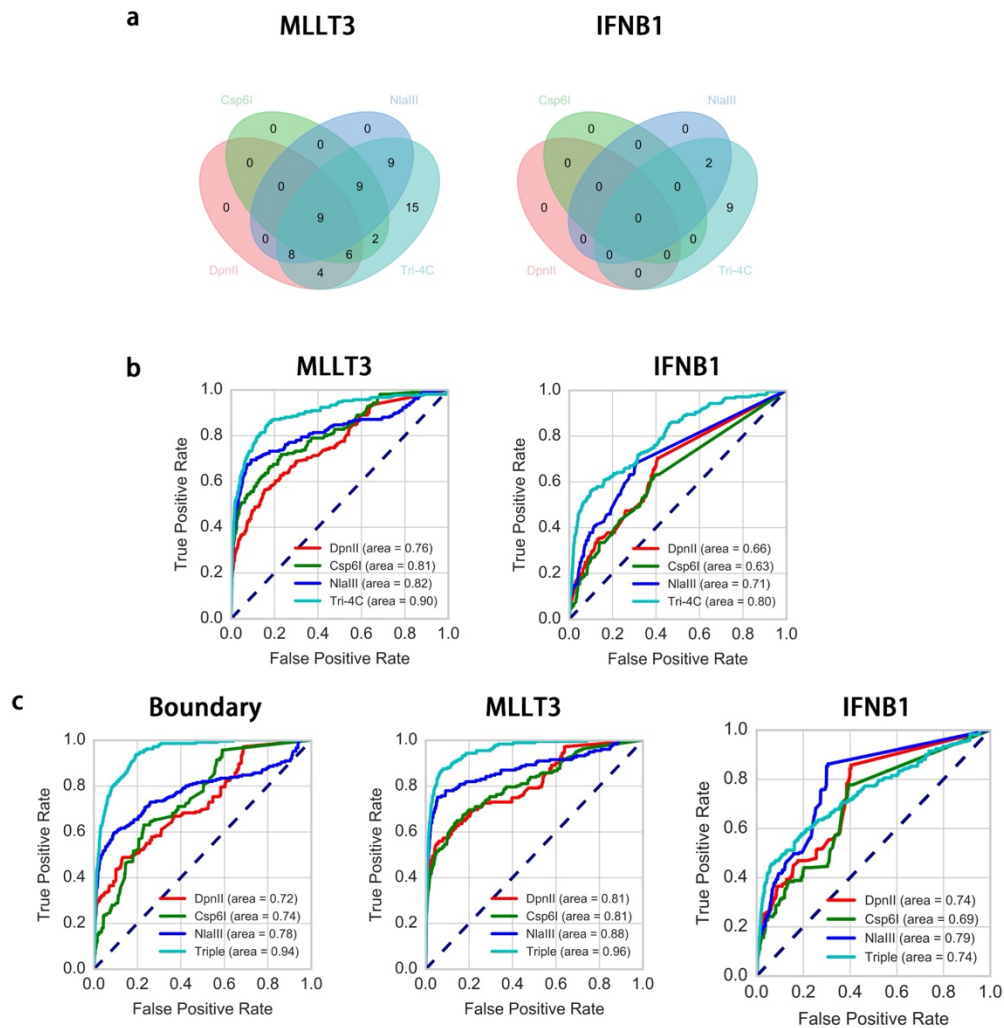 a
MLLT3
IFNB1
Csp6I
NlaIII
DpnII
Tri-4C
0
0
0
0
9
0
9
0
15
9
0
2
8
6
4
Csp6I
NlaIII
DpnII
Tri-4C
0
0
0
0
2
0
0
0
9
0
0
0
0
0
0
b
MLLT3
True Positive Rate
1.0
0.8
0.6
0.4
0.2
0.0
DpnII (area = 0.76)
Csp6I (area = 0.81)
NlaIII (area = 0.82)
Tri-4C (area = 0.90)
0.0 0.2 0.4 0.6 0.8 1.0
False Positive Rate
IFNB1
True Positive Rate
1.0
0.8
0.6
0.4
0.2
0.0
DpnII (area = 0.66)
Csp6I (area = 0.63)
NlaIII (area = 0.71)
Tri-4C (area = 0.80)
0.0 0.2 0.4 0.6 0.8 1.0
False Positive Rate
c
Boundary
True Positive Rate
1.0
0.8
0.6
0.4
0.2
0.0
DpnII (area = 0.72)
Csp6I (area = 0.74)
NlaIII (area = 0.78)
Triple (area = 0.94)
0.0 0.2 0.4 0.6 0.8 1.0
False Positive Rate
MLLT3
True Positive Rate
1.0
0.8
0.6
0.4
0.2
0.0
DpnII (area = 0.81)
Csp6I (area = 0.81)
NlaIII (area = 0.88)
Triple (area = 0.96)
0.0 0.2 0.4 0.6 0.8 1.0
False Positive Rate
IFNB1
True Positive Rate
1.0
0.8
0.6
0.4
0.2
0.0
DpnII (area = 0.74)
Csp6I (area = 0.69)
NlaIII (area = 0.79)
Triple (area = 0.74)
0.0 0.2 0.4 0.6 0.8 1.0
False Positive Rate